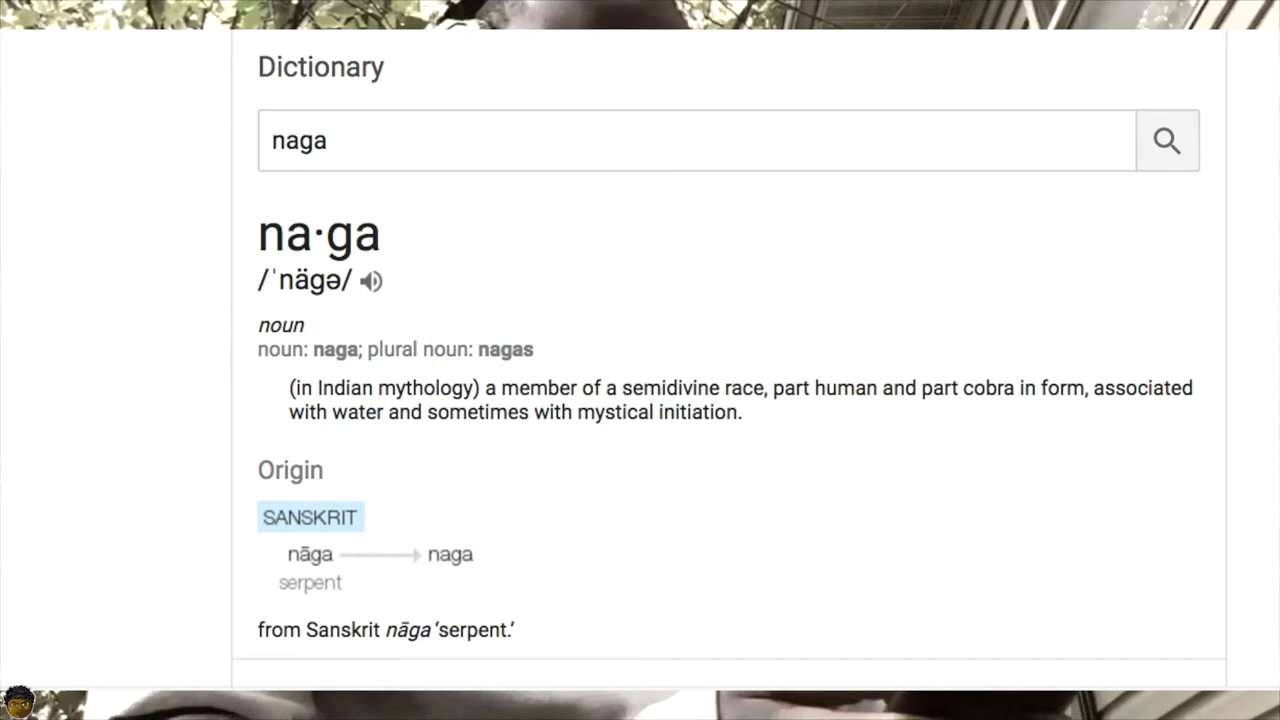 Dictionary
naga
na·ga
/ˈnägə/
noun
noun: naga; plural noun: nagas
(in Indian mythology) a member of a semidivine race, part human and part cobra in form, associated
with water and sometimes with mystical initiation.
Origin
SANSKRIT
nāga naga
serpent
from Sanskrit nāga ‘serpent.’